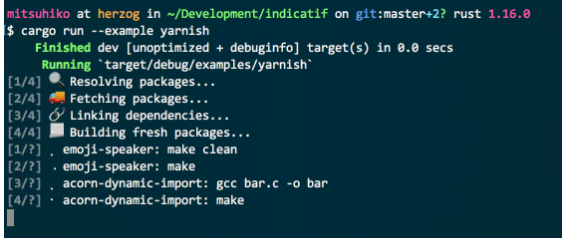 mitsuhiko at herzog in ~/Development/indicatif on git:master+2? rust 1.16.0
$ cargo run --example yarnish
Finished dev [unoptimized + debuginfo] target(s) in 0.0 secs
Running `target/debug/examples/yarnish`
[1/4] 🔍 Resolving packages...
[2/4] 🚚 Fetching packages...
[3/4] 🔗 Linking dependencies...
[4/4] 📃 Building fresh packages...
[1/?] . emoji-speaker: make clean
[2/?] . emoji-speaker: make
[3/?] . acorn-dynamic-import: gcc bar.c -o bar
[4/?] · acorn-dynamic-import: make